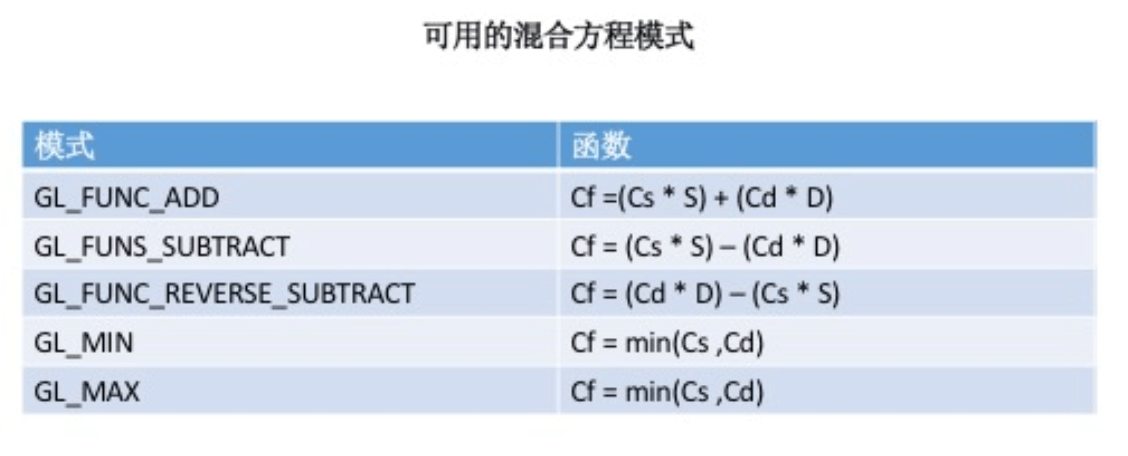 可用的混合方程模式
模式 函数
GL_FUNC_ADD Cf =(Cs * S) + (Cd * D)
GL_FUNS_SUBTRACT Cf = (Cs * S) – (Cd * D)
GL_FUNC_REVERSE_SUBTRACT Cf = (Cd * D) – (Cs * S)
GL_MIN Cf = min(Cs ,Cd)
GL_MAX Cf = min(Cs ,Cd)